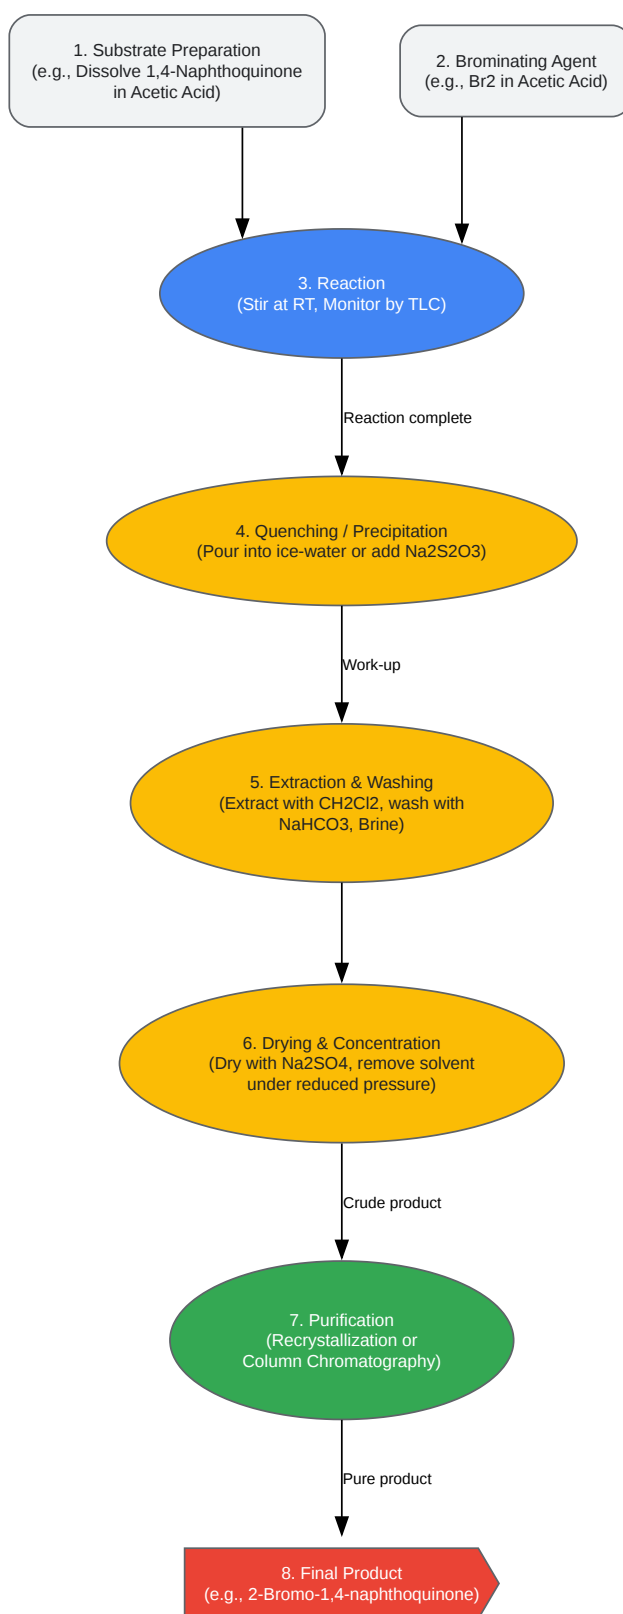 1. Substrate Preparation
(e.g., Dissolve 1,4-Naphthoquinone
in Acetic Acid)
2. Brominating Agent
(e.g., Br2 in Acetic Acid)
3. Reaction
(Stir at RT, Monitor by TLC)
Reaction complete
4. Quenching / Precipitation
(Pour into ice-water or add Na2S2O3)
Work-up
5. Extraction & Washing
(Extract with CH2Cl2, wash with
NaHCO3, Brine)
6. Drying & Concentration
(Dry with Na2SO4, remove solvent
under reduced pressure)
Crude product
7. Purification
(Recrystallization or
Column Chromatography)
Pure product
8. Final Product
(e.g., 2-Bromo-1,4-naphthoquinone)